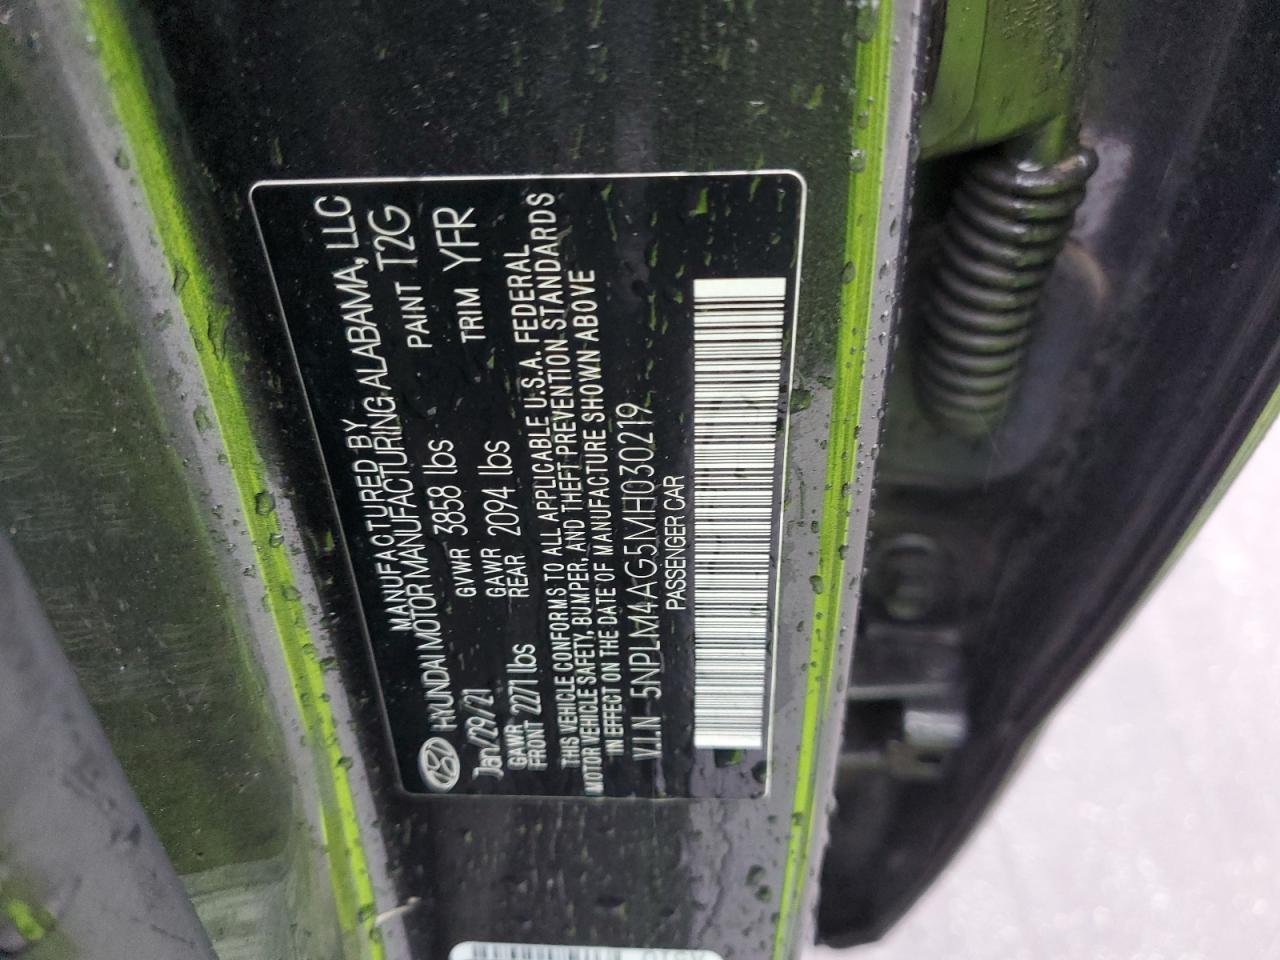 MANUFACTURED BY
HYUNDAI MOTOR MANUFACTURING ALABAMA, LLC
Jan/29/21 GVWR 3858 lbs PAINT T2G
GAWR FRONT 2271 lbs GAWR REAR 2094 lbs TRIM YFR
THIS VEHICLE CONFORMS TO ALL APPLICABLE U.S.A. FEDERAL
MOTOR VEHICLE SAFETY, BUMPER, AND THEFT PREVENTION STANDARDS
IN EFFECT ON THE DATE OF MANUFACTURE SHOWN ABOVE
V.I.N 5NPLM4AG5MH030219
PASSENGER CAR